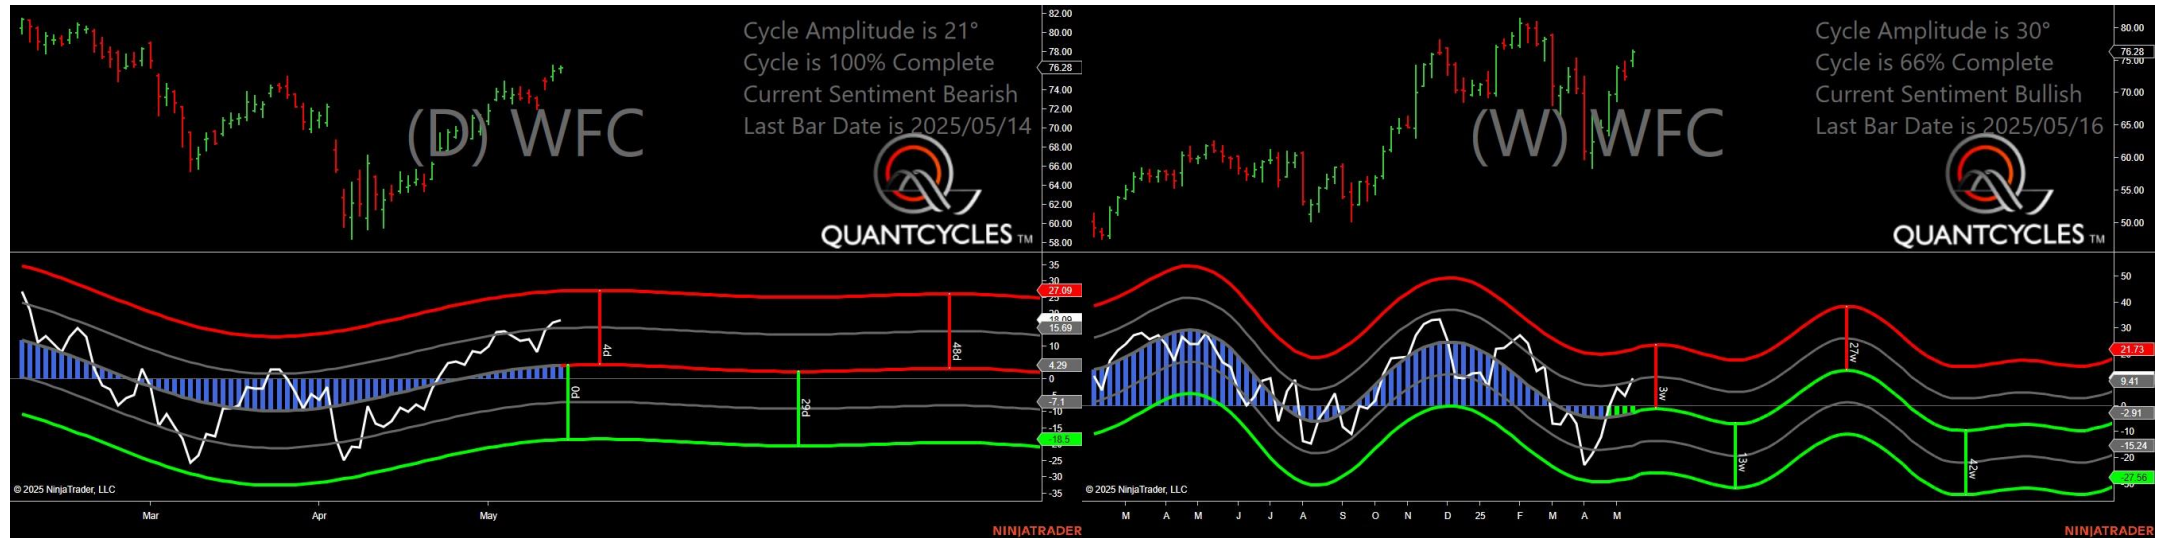 Cycle Amplitude is 21°
Cycle is 100% Complete
Current Sentiment Bearish
Last Bar Date is 2025/05/14
(D) WFC
QUANTCYCLES TM
82.00
80.00
78.00
76.28
74.00
72.00
70.00
68.00
66.00
64.00
62.00
60.00
58.00
35
30
27.09
25
18.09
15.69
10
4.29
0
-7.1
-10
-15
-18.5
-25
-30
-35
4d
48d
0d
29d
© 2025 NinjaTrader, LLC
Mar
Apr
May
NINJATRADER
Cycle Amplitude is 30°
Cycle is 66% Complete
Current Sentiment Bullish
Last Bar Date is 2025/05/16
(W) WFC
QUANTCYCLES TM
80.00
76.28
75.00
70.00
65.00
60.00
55.00
50.00
50
40
30
21.73
9.41
0
-2.91
-10
-15.24
-20
-27.56
3w
27w
13w
42w
© 2025 NinjaTrader, LLC
M
A
M
J
J
A
S
O
N
D
25
F
M
A
M
NINJATRADER